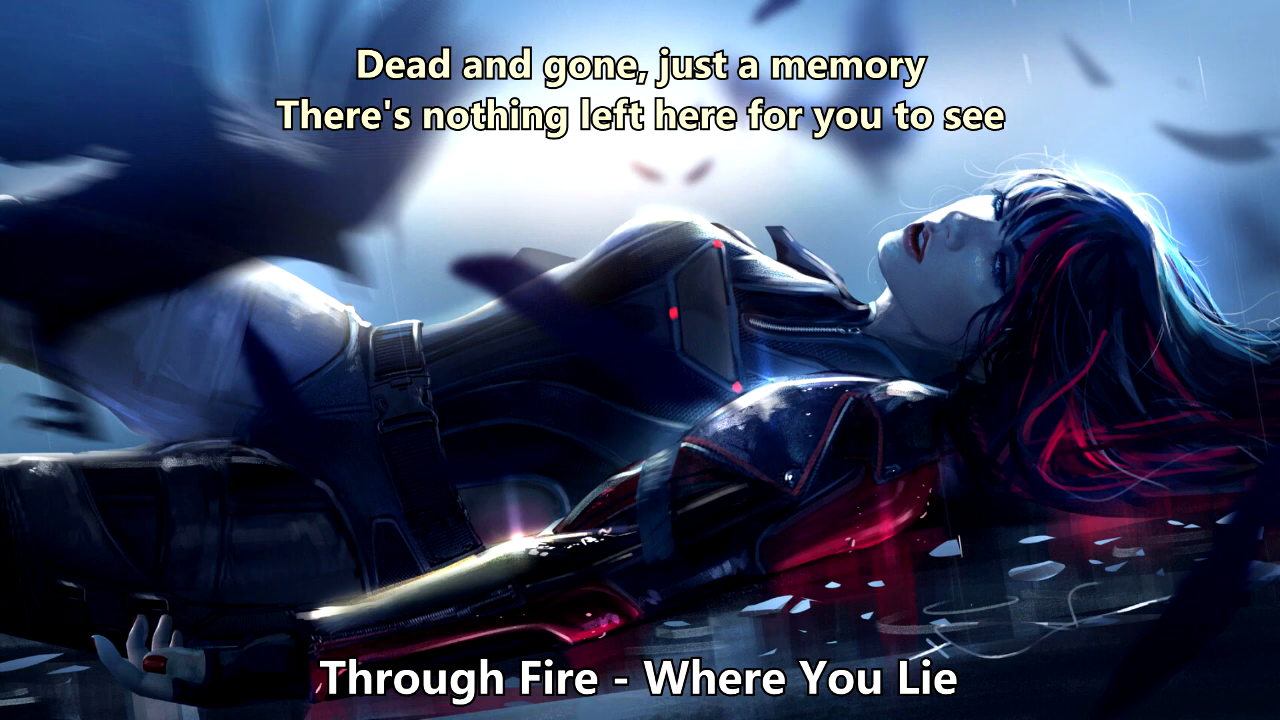 Dead and gone, just a memory
There's nothing left here for you to see
Through Fire - Where You Lie